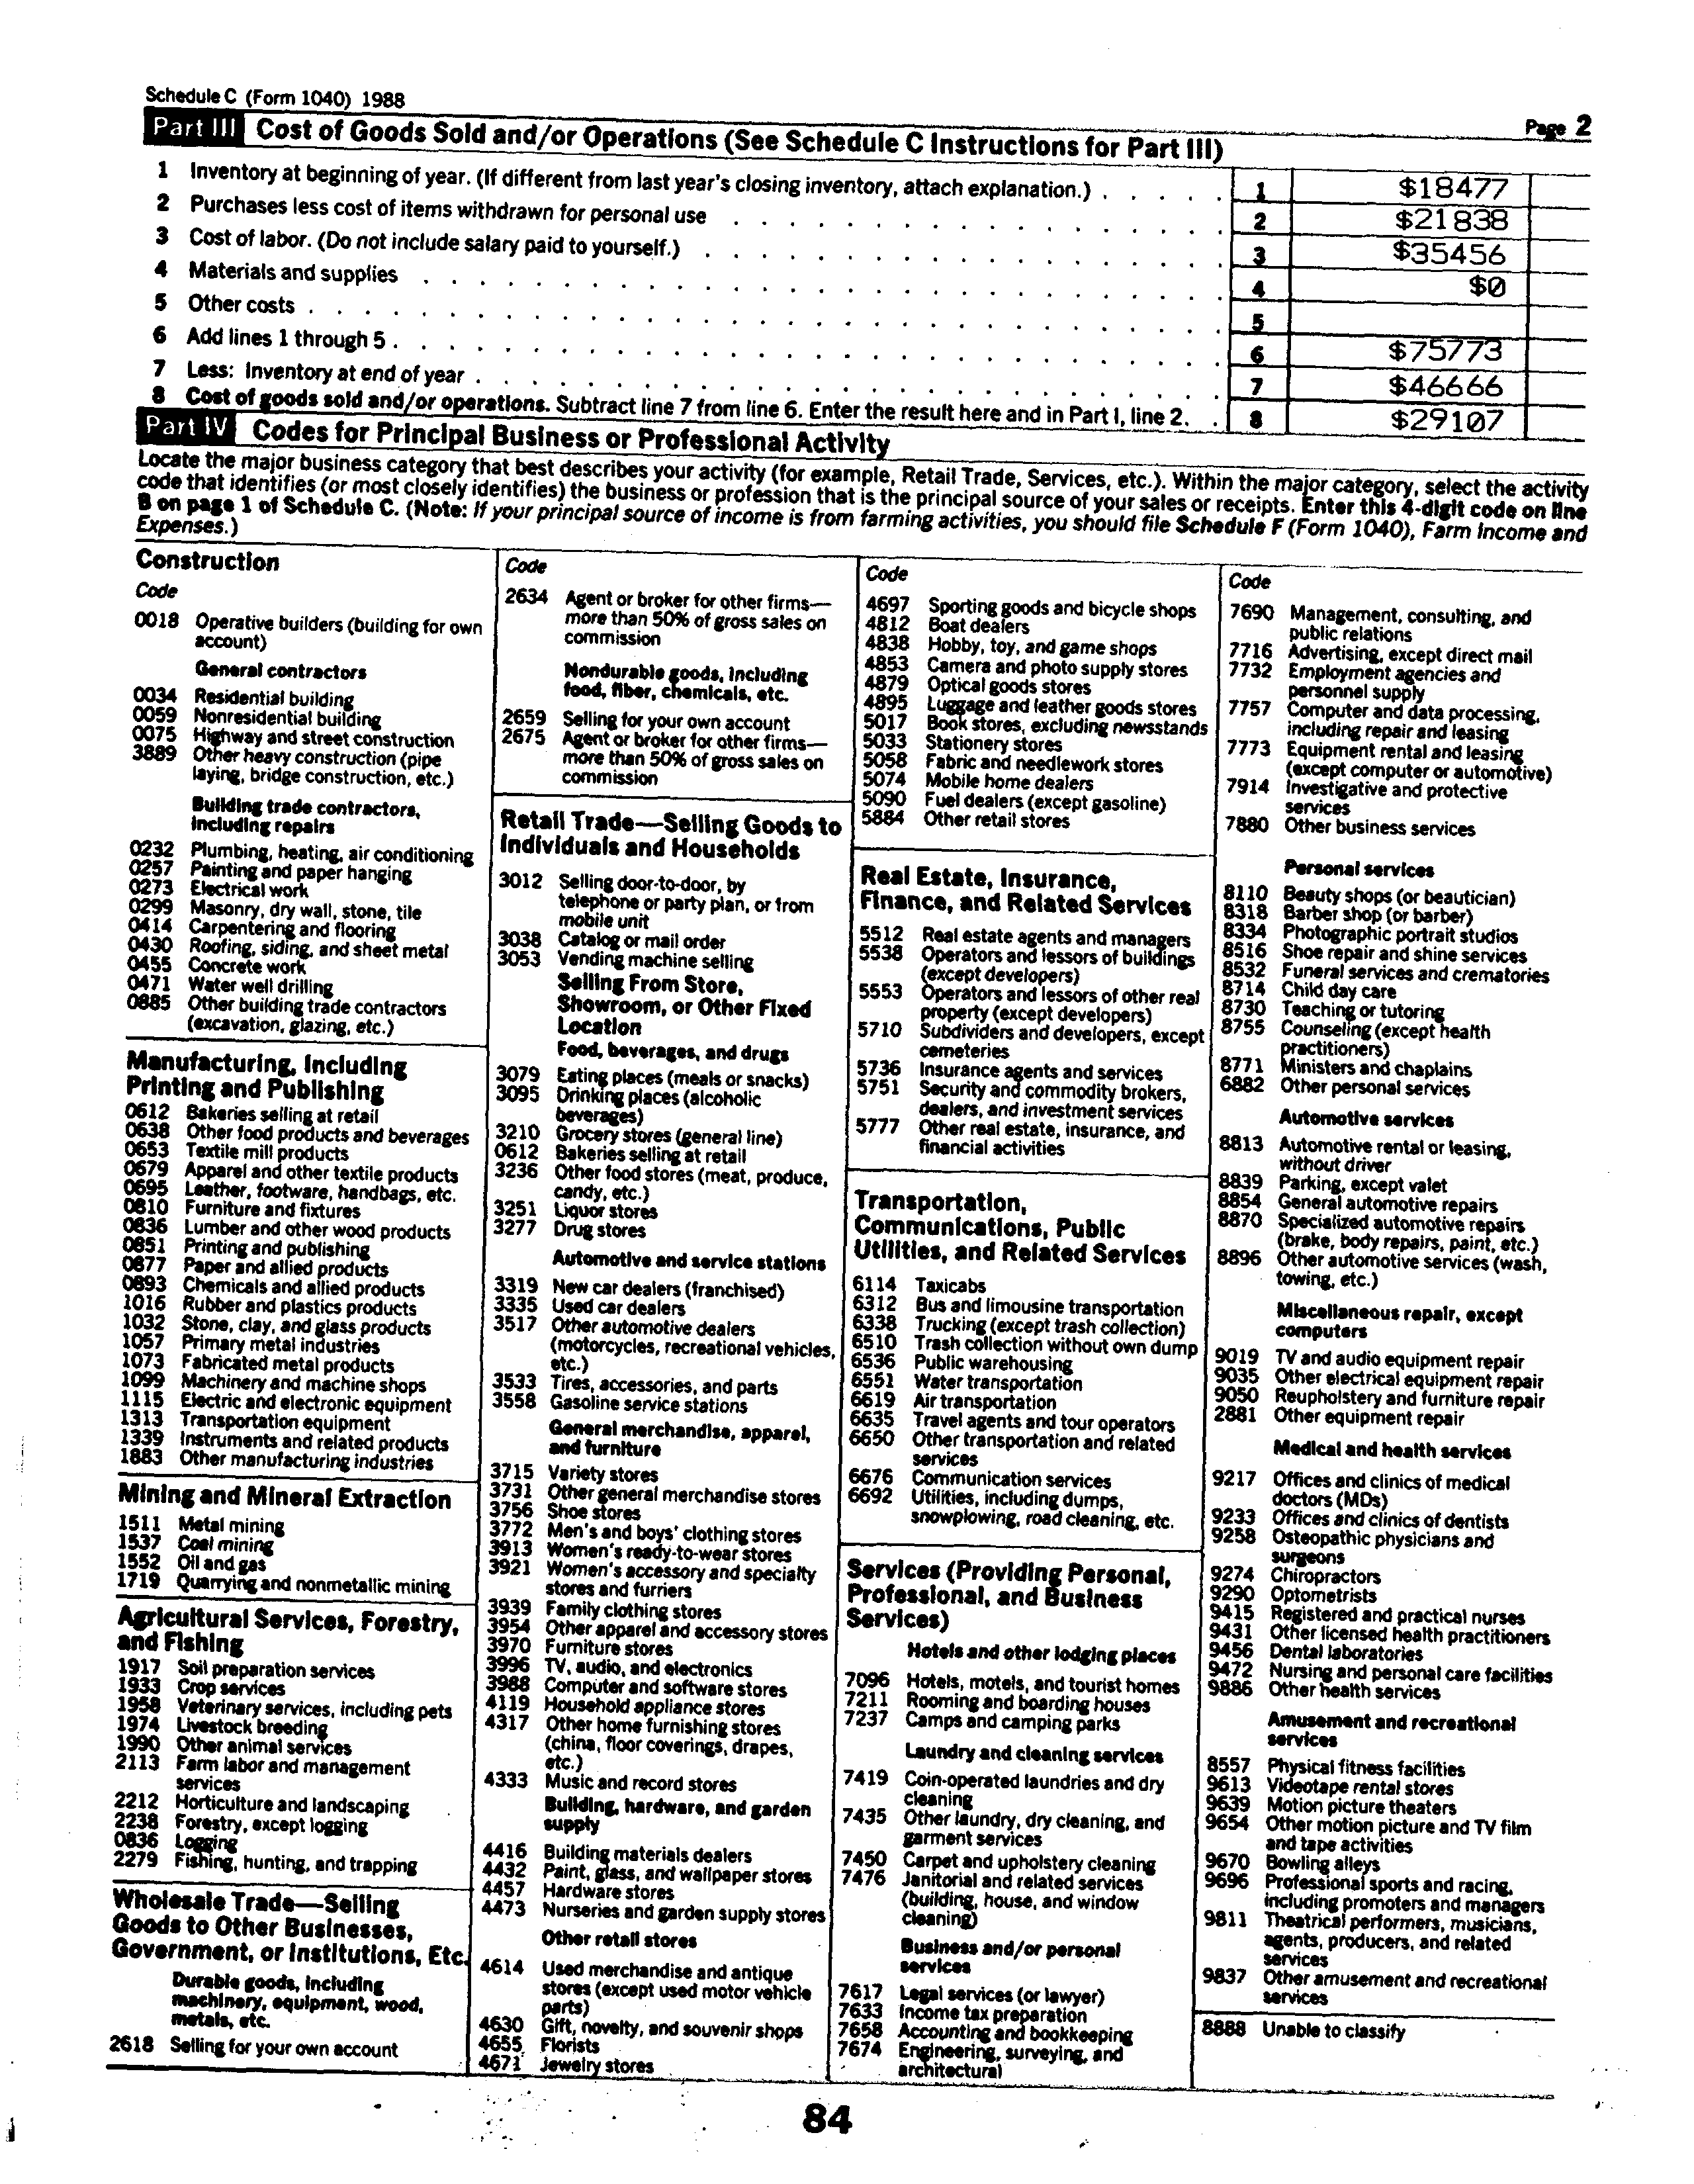 Schedule C (Form 1040) 1988
Page 2
Part III Cost of Goods Sold and/or Operations (See Schedule C Instructions for Part III)
1 Inventory at beginning of year. (If different from last year's closing inventory, attach explanation.) . . . . . 1 $18477
2 Purchases less cost of items withdrawn for personal use . . . . . . . . . . . . . . . . . . 2 $21838
3 Cost of labor. (Do not include salary paid to yourself.) . . . . . . . . . . . . . . . . . . . 3 $35456
4 Materials and supplies . . . . . . . . . . . . . . . . . . . . . . . . . . . . . 4 $0
5 Other costs . . . . . . . . . . . . . . . . . . . . . . . . . . . . . . . . . 5
6 Add lines 1 through 5 . . . . . . . . . . . . . . . . . . . . . . . . . . . . . . 6 $75773
7 Less: Inventory at end of year . . . . . . . . . . . . . . . . . . . . . . . . . . . 7 $46666
8 Cost of goods sold and/or operations. Subtract line 7 from line 6. Enter the result here and in Part I, line 2. . 8 $29107
Part IV Codes for Principal Business or Professional Activity
Locate the major business category that best describes your activity (for example, Retail Trade, Services, etc.). Within the major category, select the activity
code that identifies (or most closely identifies) the business or profession that is the principal source of your sales or receipts. Enter this 4-digit code on line
B on page 1 of Schedule C. (Note: If your principal source of income is from farming activities, you should file Schedule F (Form 1040), Farm Income and
Expenses.)
Construction
Code
0018 Operative builders (building for own
account)
General contractors
0034 Residential building
0059 Nonresidential building
0075 Highway and street construction
3889 Other heavy construction (pipe
laying, bridge construction, etc.)
Building trade contractors,
including repairs
0232 Plumbing, heating, air conditioning
0257 Painting and paper hanging
0273 Electrical work
0299 Masonry, dry wall, stone, tile
0414 Carpentering and flooring
0430 Roofing, siding, and sheet metal
0455 Concrete work
0471 Water well drilling
0885 Other building trade contractors
(excavation, glazing, etc.)
Manufacturing, Including
Printing and Publishing
0612 Bakeries selling at retail
0638 Other food products and beverages
0653 Textile mill products
0679 Apparel and other textile products
0695 Leather, footware, handbags, etc.
0810 Furniture and fixtures
0836 Lumber and other wood products
0851 Printing and publishing
0877 Paper and allied products
0893 Chemicals and allied products
1016 Rubber and plastics products
1032 Stone, clay, and glass products
1057 Primary metal industries
1073 Fabricated metal products
1099 Machinery and machine shops
1115 Electric and electronic equipment
1313 Transportation equipment
1339 Instruments and related products
1883 Other manufacturing industries
Mining and Mineral Extraction
1511 Metal mining
1537 Coal mining
1552 Oil and gas
1719 Quarrying and nonmetallic mining
Agricultural Services, Forestry,
and Fishing
1917 Soil preparation services
1933 Crop services
1958 Veterinary services, including pets
1974 Livestock breeding
1990 Other animal services
2113 Farm labor and management
services
2212 Horticulture and landscaping
2238 Forestry, except logging
0836 Logging
2279 Fishing, hunting, and trapping
Wholesale Trade—Selling
Goods to Other Businesses,
Government, or Institutions, Etc.
Durable goods, including
machinery, equipment, wood,
metals, etc.
2618 Selling for your own account
Code
2634 Agent or broker for other firms—
more than 50% of gross sales on
commission
Nondurable goods, including
food, fiber, chemicals, etc.
2659 Selling for your own account
2675 Agent or broker for other firms—
more than 50% of gross sales on
commission
Retail Trade—Selling Goods to
Individuals and Households
3012 Selling door-to-door, by
telephone or party plan, or from
mobile unit
3038 Catalog or mail order
3053 Vending machine selling
Selling From Store,
Showroom, or Other Fixed
Location
Food, beverages, and drugs
3079 Eating places (meals or snacks)
3095 Drinking places (alcoholic
beverages)
3210 Grocery stores (general line)
0612 Bakeries selling at retail
3236 Other food stores (meat, produce,
candy, etc.)
3251 Liquor stores
3277 Drug stores
Automotive and service stations
3319 New car dealers (franchised)
3335 Used car dealers
3517 Other automotive dealers
(motorcycles, recreational vehicles,
etc.)
3533 Tires, accessories, and parts
3558 Gasoline service stations
General merchandise, apparel,
and furniture
3715 Variety stores
3731 Other general merchandise stores
3756 Shoe stores
3772 Men's and boys' clothing stores
3913 Women's ready-to-wear stores
3921 Women's accessory and specialty
stores and furriers
3939 Family clothing stores
3954 Other apparel and accessory stores
3970 Furniture stores
3996 TV, audio, and electronics
3988 Computer and software stores
4119 Household appliance stores
4317 Other home furnishing stores
(china, floor coverings, drapes,
etc.)
4333 Music and record stores
Building, hardware, and garden
supply
4416 Building materials dealers
4432 Paint, glass, and wallpaper stores
4457 Hardware stores
4473 Nurseries and garden supply stores
Other retail stores
4614 Used merchandise and antique
stores (except used motor vehicle
parts)
4630 Gift, novelty, and souvenir shops
4655 Florists
4671 Jewelry stores
Code
4697 Sporting goods and bicycle shops
4812 Boat dealers
4838 Hobby, toy, and game shops
4853 Camera and photo supply stores
4879 Optical goods stores
4895 Luggage and leather goods stores
5017 Book stores, excluding newsstands
5033 Stationery stores
5058 Fabric and needlework stores
5074 Mobile home dealers
5090 Fuel dealers (except gasoline)
5884 Other retail stores
Real Estate, Insurance,
Finance, and Related Services
5512 Real estate agents and managers
5538 Operators and lessors of buildings
(except developers)
5553 Operators and lessors of other real
property (except developers)
5710 Subdividers and developers, except
cemeteries
5736 Insurance agents and services
5751 Security and commodity brokers,
dealers, and investment services
5777 Other real estate, insurance, and
financial activities
Transportation,
Communications, Public
Utilities, and Related Services
6114 Taxicabs
6312 Bus and limousine transportation
6338 Trucking (except trash collection)
6510 Trash collection without own dump
6536 Public warehousing
6551 Water transportation
6619 Air transportation
6635 Travel agents and tour operators
6650 Other transportation and related
services
6676 Communication services
6692 Utilities, including dumps,
snowplowing, road cleaning, etc.
Services (Providing Personal,
Professional, and Business
Services)
Hotels and other lodging places
7096 Hotels, motels, and tourist homes
7211 Rooming and boarding houses
7237 Camps and camping parks
Laundry and cleaning services
7419 Coin-operated laundries and dry
cleaning
7435 Other laundry, dry cleaning, and
garment services
7450 Carpet and upholstery cleaning
7476 Janitorial and related services
(building, house, and window
cleaning)
Business and/or personal
services
7617 Legal services (or lawyer)
7633 Income tax preparation
7658 Accounting and bookkeeping
7674 Engineering, surveying, and
architectural
Code
7690 Management, consulting, and
public relations
7716 Advertising, except direct mail
7732 Employment agencies and
personnel supply
7757 Computer and data processing,
including repair and leasing
7773 Equipment rental and leasing
(except computer or automotive)
7914 Investigative and protective
services
7880 Other business services
Personal services
8110 Beauty shops (or beautician)
8318 Barber shop (or barber)
8334 Photographic portrait studios
8516 Shoe repair and shine services
8532 Funeral services and crematories
8714 Child day care
8730 Teaching or tutoring
8755 Counseling (except health
practitioners)
8771 Ministers and chaplains
6882 Other personal services
Automotive services
8813 Automotive rental or leasing,
without driver
8839 Parking, except valet
8854 General automotive repairs
8870 Specialized automotive repairs
(brake, body repairs, paint, etc.)
8896 Other automotive services (wash,
towing, etc.)
Miscellaneous repair, except
computers
9019 TV and audio equipment repair
9035 Other electrical equipment repair
9050 Reupholstery and furniture repair
2881 Other equipment repair
Medical and health services
9217 Offices and clinics of medical
doctors (MDs)
9233 Offices and clinics of dentists
9258 Osteopathic physicians and
surgeons
9274 Chiropractors
9290 Optometrists
9415 Registered and practical nurses
9431 Other licensed health practitioners
9456 Dental laboratories
9472 Nursing and personal care facilities
9886 Other health services
Amusement and recreational
services
8557 Physical fitness facilities
9613 Videotape rental stores
9639 Motion picture theaters
9654 Other motion picture and TV film
and tape activities
9670 Bowling alleys
9696 Professional sports and racing,
including promoters and managers
9811 Theatrical performers, musicians,
agents, producers, and related
services
9837 Other amusement and recreational
services
8888 Unable to classify
84